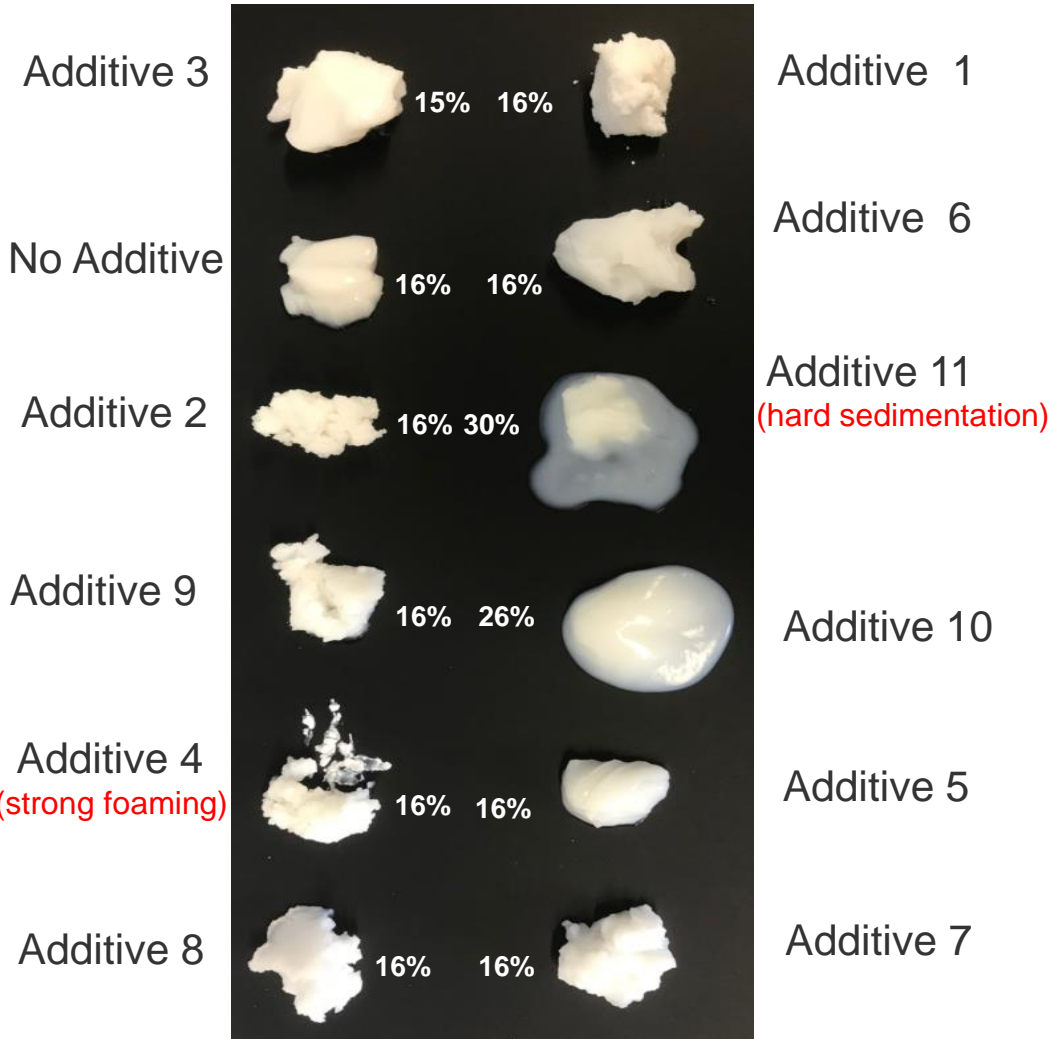 Additive 3
15%
16%
Additive 1
No Additive
16%
16%
Additive 6
Additive 2
16%
30%
Additive 11
(hard sedimentation)
Additive 9
16%
26%
Additive 10
Additive 4
(strong foaming)
16%
16%
Additive 5
Additive 8
16%
16%
Additive 7